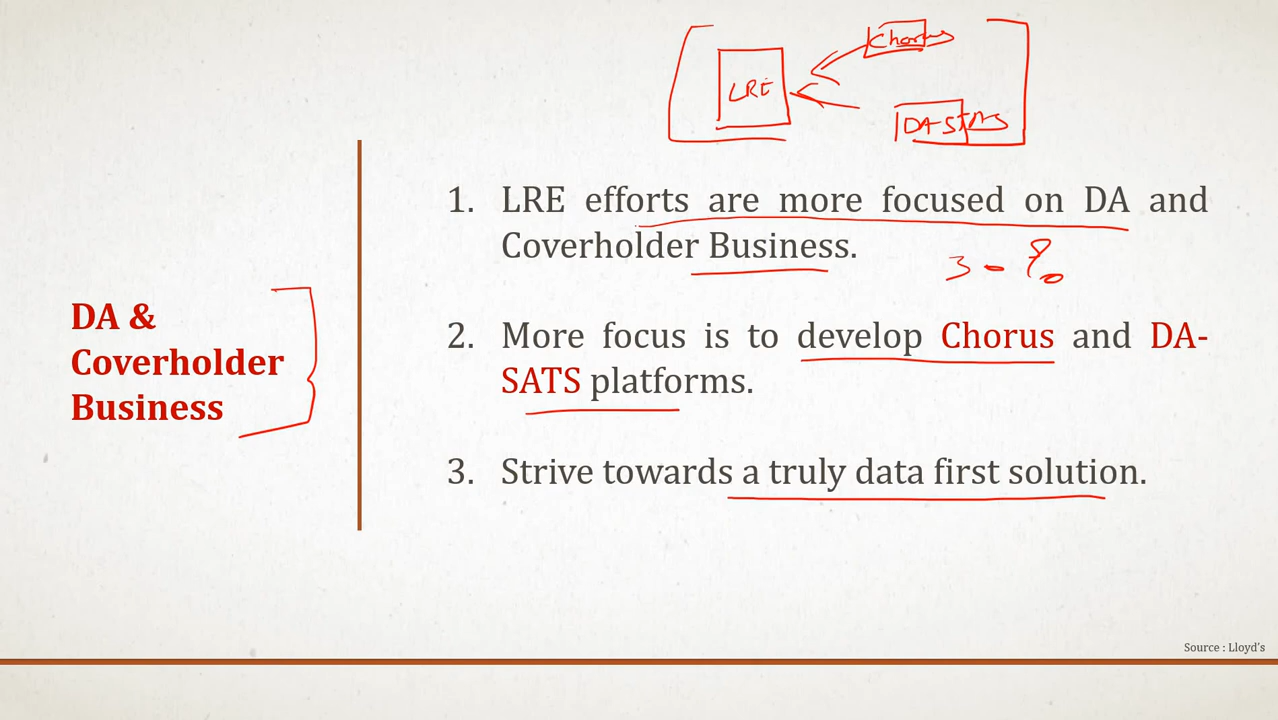 Chorus
LRE
DA-SATS
1. LRE efforts are more focused on DA and
Coverholder Business.
DA &
Coverholder
Business
2. More focus is to develop Chorus and DA-
SATS platforms.
3. Strive towards a truly data first solution.
Source : Lloyd's